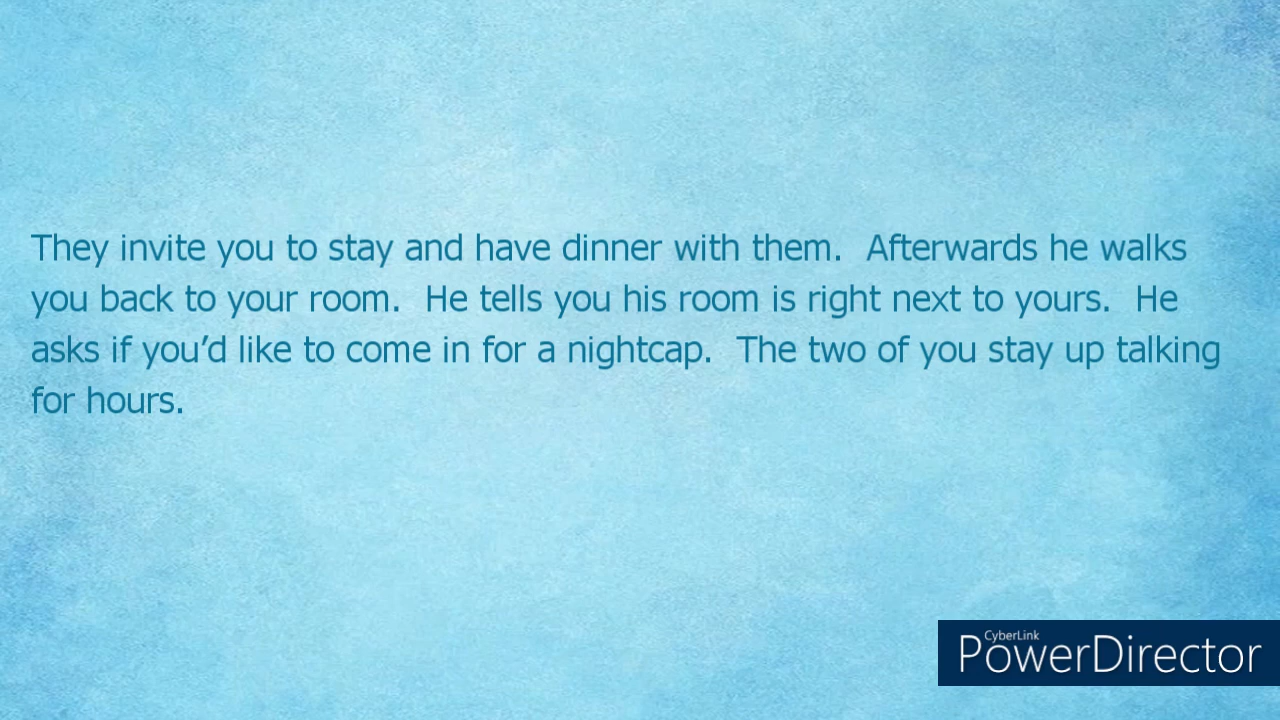 They invite you to stay and have dinner with them.  Afterwards he walks
you back to your room.  He tells you his room is right next to yours.  He
asks if you’d like to come in for a nightcap.  The two of you stay up talking
for hours.
CyberLink
PowerDirector